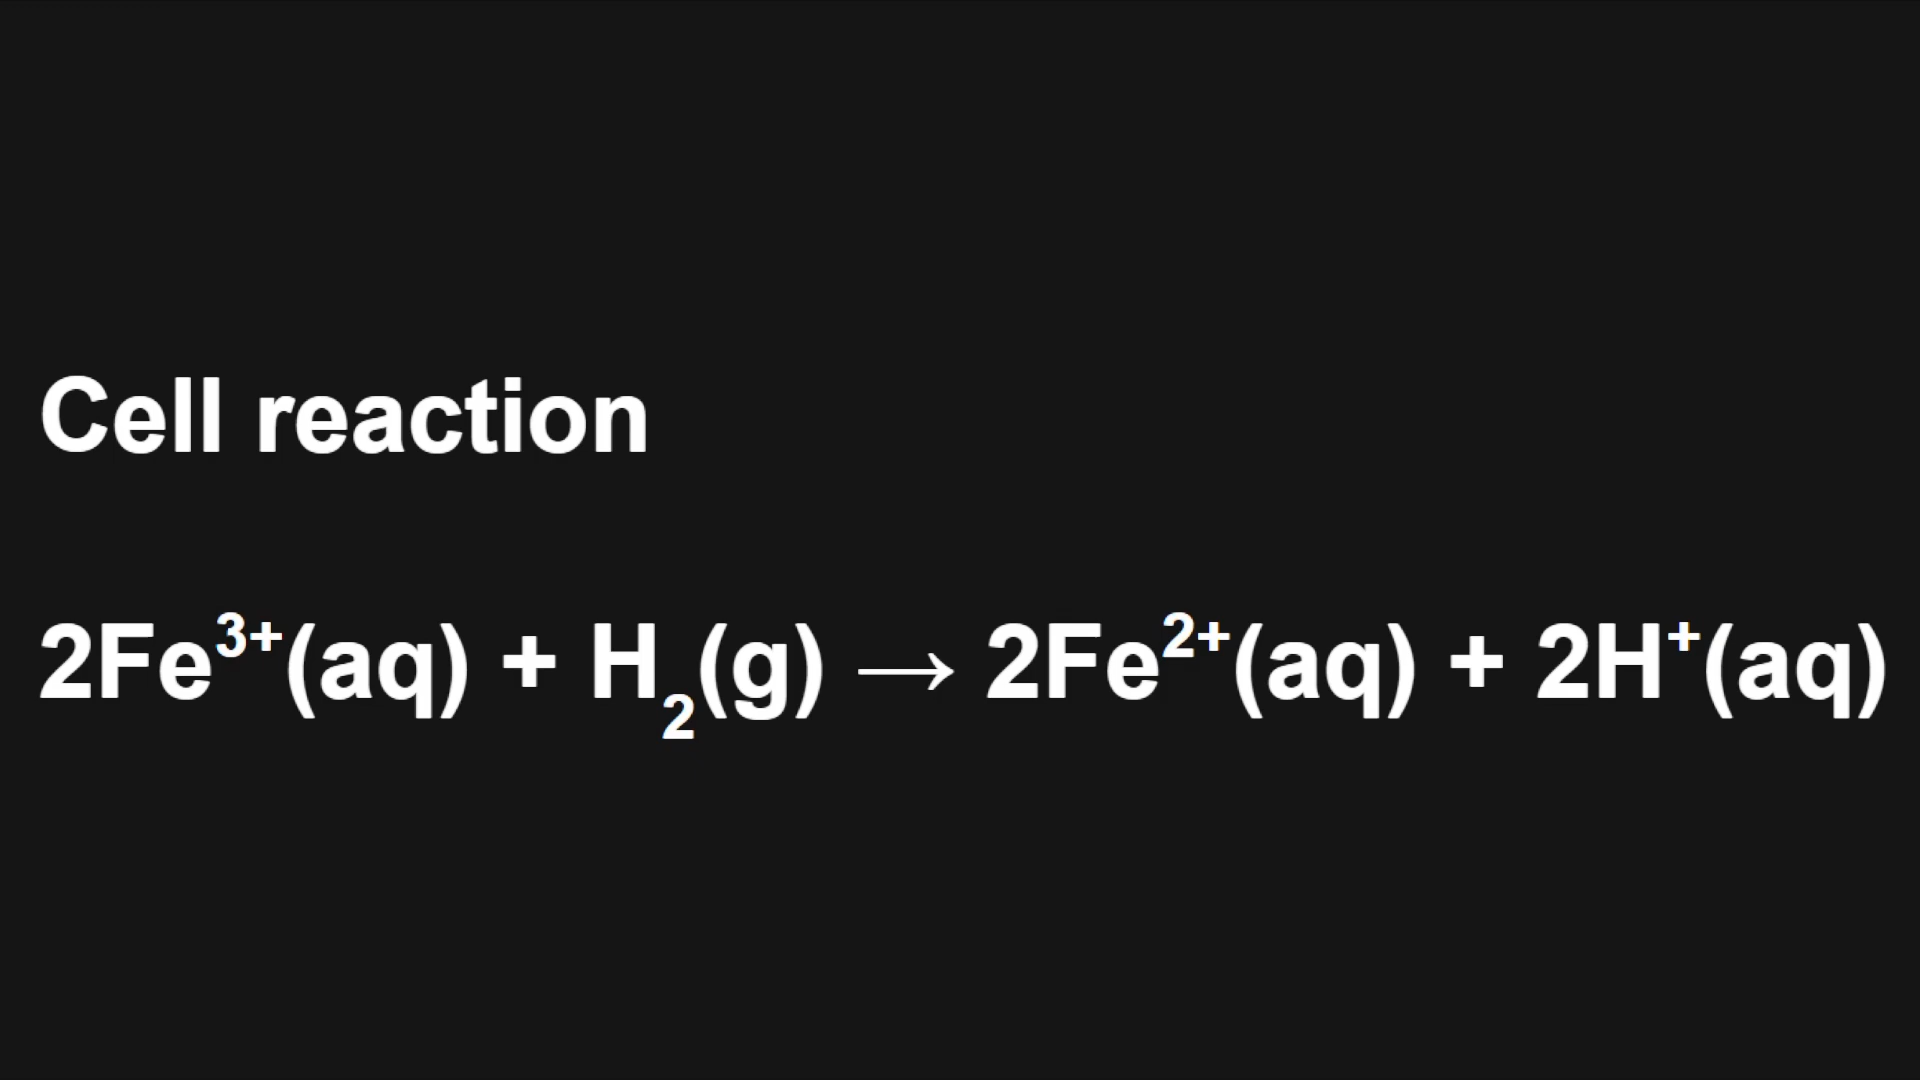 Cell reaction
2Fe³⁺(aq) + H₂(g) → 2Fe²⁺(aq) + 2H⁺(aq)